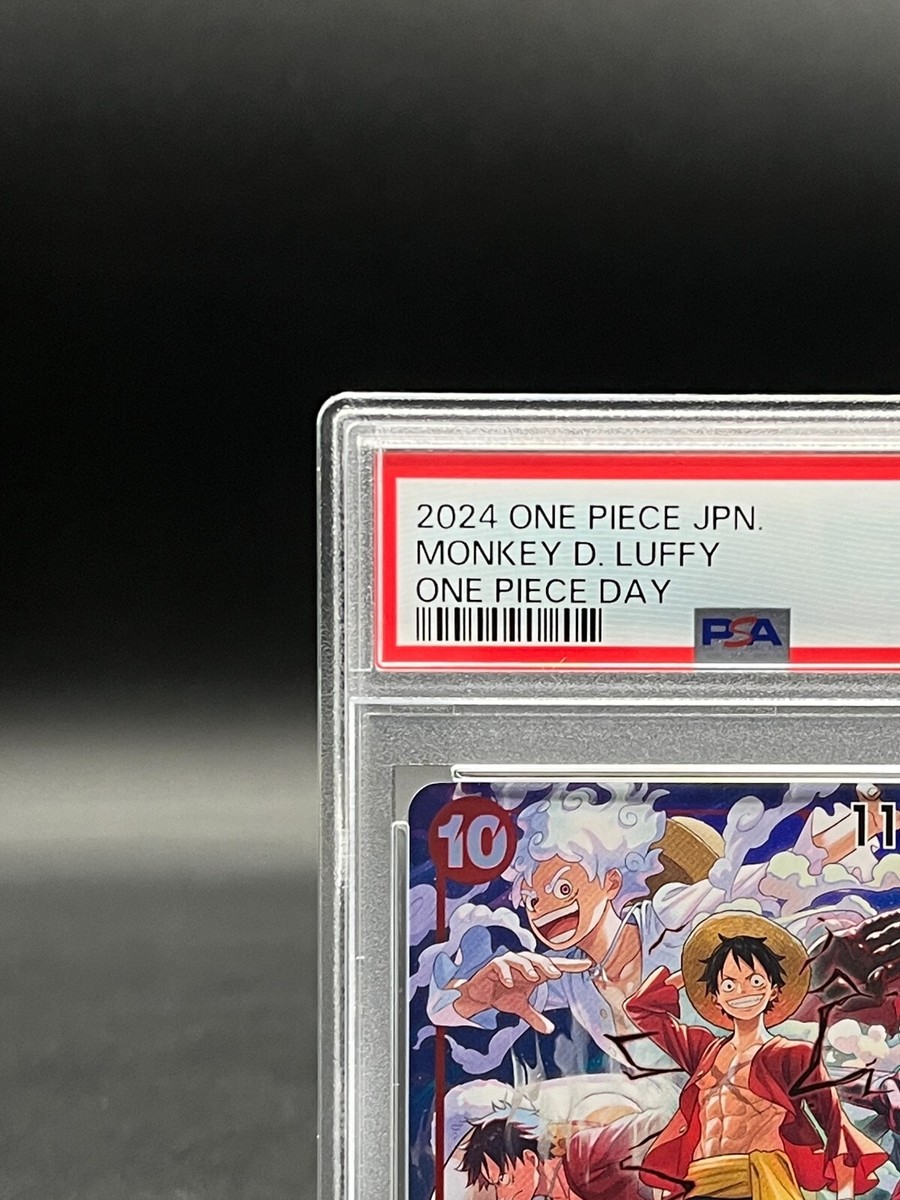 2024 ONE PIECE JPN.
MONKEY D. LUFFY
ONE PIECE DAY
PSA
10